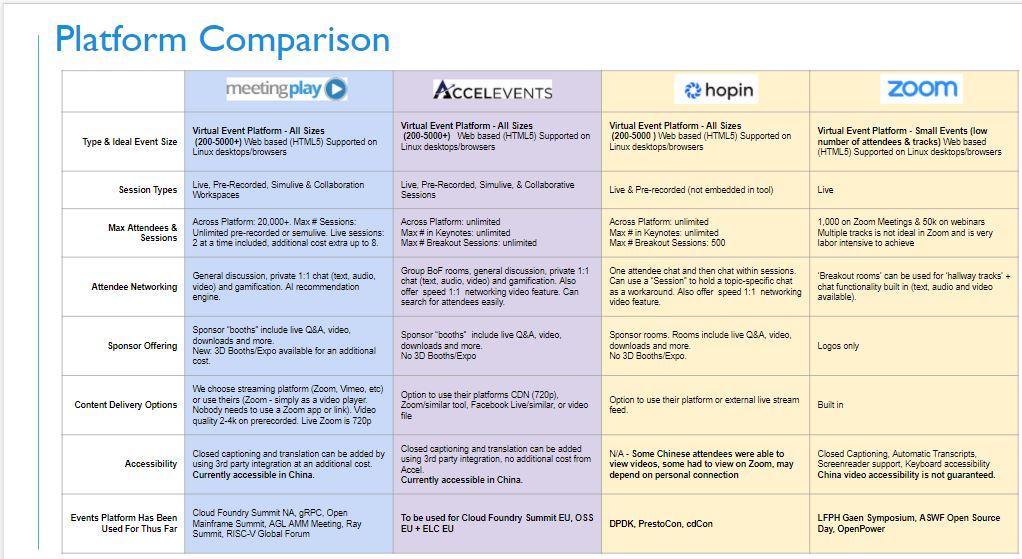 Platform Comparison
meetingplay
ACCELEVENTS
hopin
zoom
Type & Ideal Event Size
Virtual Event Platform - All Sizes
(200-5000+) Web based (HTML5) Supported on
Linux desktops/browsers
Virtual Event Platform - All Sizes
(200-5000+) Web based (HTML5) Supported on
Linux desktops/browsers
Virtual Event Platform - All Sizes
(200-5000 ) Web based (HTML5) Supported on
Linux desktops/browsers
Virtual Event Platform - Small Events (low
number of attendees & tracks) Web based
(HTML5) Supported on Linux desktops/browsers
Session Types
Live, Pre-Recorded, Simulive & Collaboration
Workspaces
Live, Pre-Recorded, Simulive, & Collaborative
Sessions
Live & Pre-recorded (not embedded in tool)
Live
Max Attendees &
Sessions
Across Platform: 20,000+. Max # Sessions:
Unlimited pre-recorded or semulive. Live sessions:
2 at a time included, additional cost extra up to 8.
Across Platform: unlimited
Max # in Keynotes: unlimited
Max # Breakout Sessions: unlimited
Across Platform: unlimited
Max # in Keynotes: unlimited
Max # Breakout Sessions: 500
1,000 on Zoom Meetings & 50k on webinars
Multiple tracks is not ideal in Zoom and is very
labor intensive to achieve
Attendee Networking
General discussion, private 1:1 chat (text, audio,
video) and gamification. AI recommendation
engine.
Group BoF rooms, general discussion, private 1:1
chat (text, audio, video) and gamification. Also
offer speed 1:1 networking video feature. Can
search for attendees easily.
One attendee chat and then chat within sessions.
Can use a "Session" to hold a topic-specific chat
as a workaround. Also offer speed 1:1 networking
video feature.
'Breakout rooms' can be used for 'hallway tracks' +
chat functionality built in (text, audio and video
available).
Sponsor Offering
Sponsor "booths" include live Q&A, video,
downloads and more.
New: 3D Booths/Expo available for an additional
cost.
Sponsor "booths" include live Q&A, video,
downloads and more.
No 3D Booths/Expo
Sponsor rooms. Rooms include live Q&A, video,
downloads and more.
No 3D Booths/Expo.
Logos only
Content Delivery Options
We choose streaming platform (Zoom, Vimeo, etc)
or use theirs (Zoom - simply as a video player.
Nobody needs to use a Zoom app or link). Video
quality 2-4k on prerecorded. Live Zoom is 720p
Option to use their platforms CDN (720p),
Zoom/similar tool, Facebook Live/similar, or video
file
Option to use their platform or external live stream
feed.
Built in
Accessibility
Closed captioning and translation can be added by
using 3rd party integration at an additional cost.
Currently accessible in China.
Closed captioning and translation can be added
using 3rd party integration, no additional cost from
Accel.
Currently accessible in China.
N/A - Some Chinese attendees were able to
view videos, some had to view on Zoom, may
depend on personal connection
Closed Captioning, Automatic Transcripts,
Screenreader support, Keyboard accessibility
China video accessibility is not guaranteed.
Events Platform Has Been
Used For Thus Far
Cloud Foundry Summit NA, gRPC, Open
Mainframe Summit, AGL AMM Meeting, Ray
Summit, RISC-V Global Forum
To be used for Cloud Foundry Summit EU, OSS
EU + ELC EU
DPDK, PrestoCon, cdCon
LFPH Gaen Symposium, ASWF Open Source
Day, OpenPower